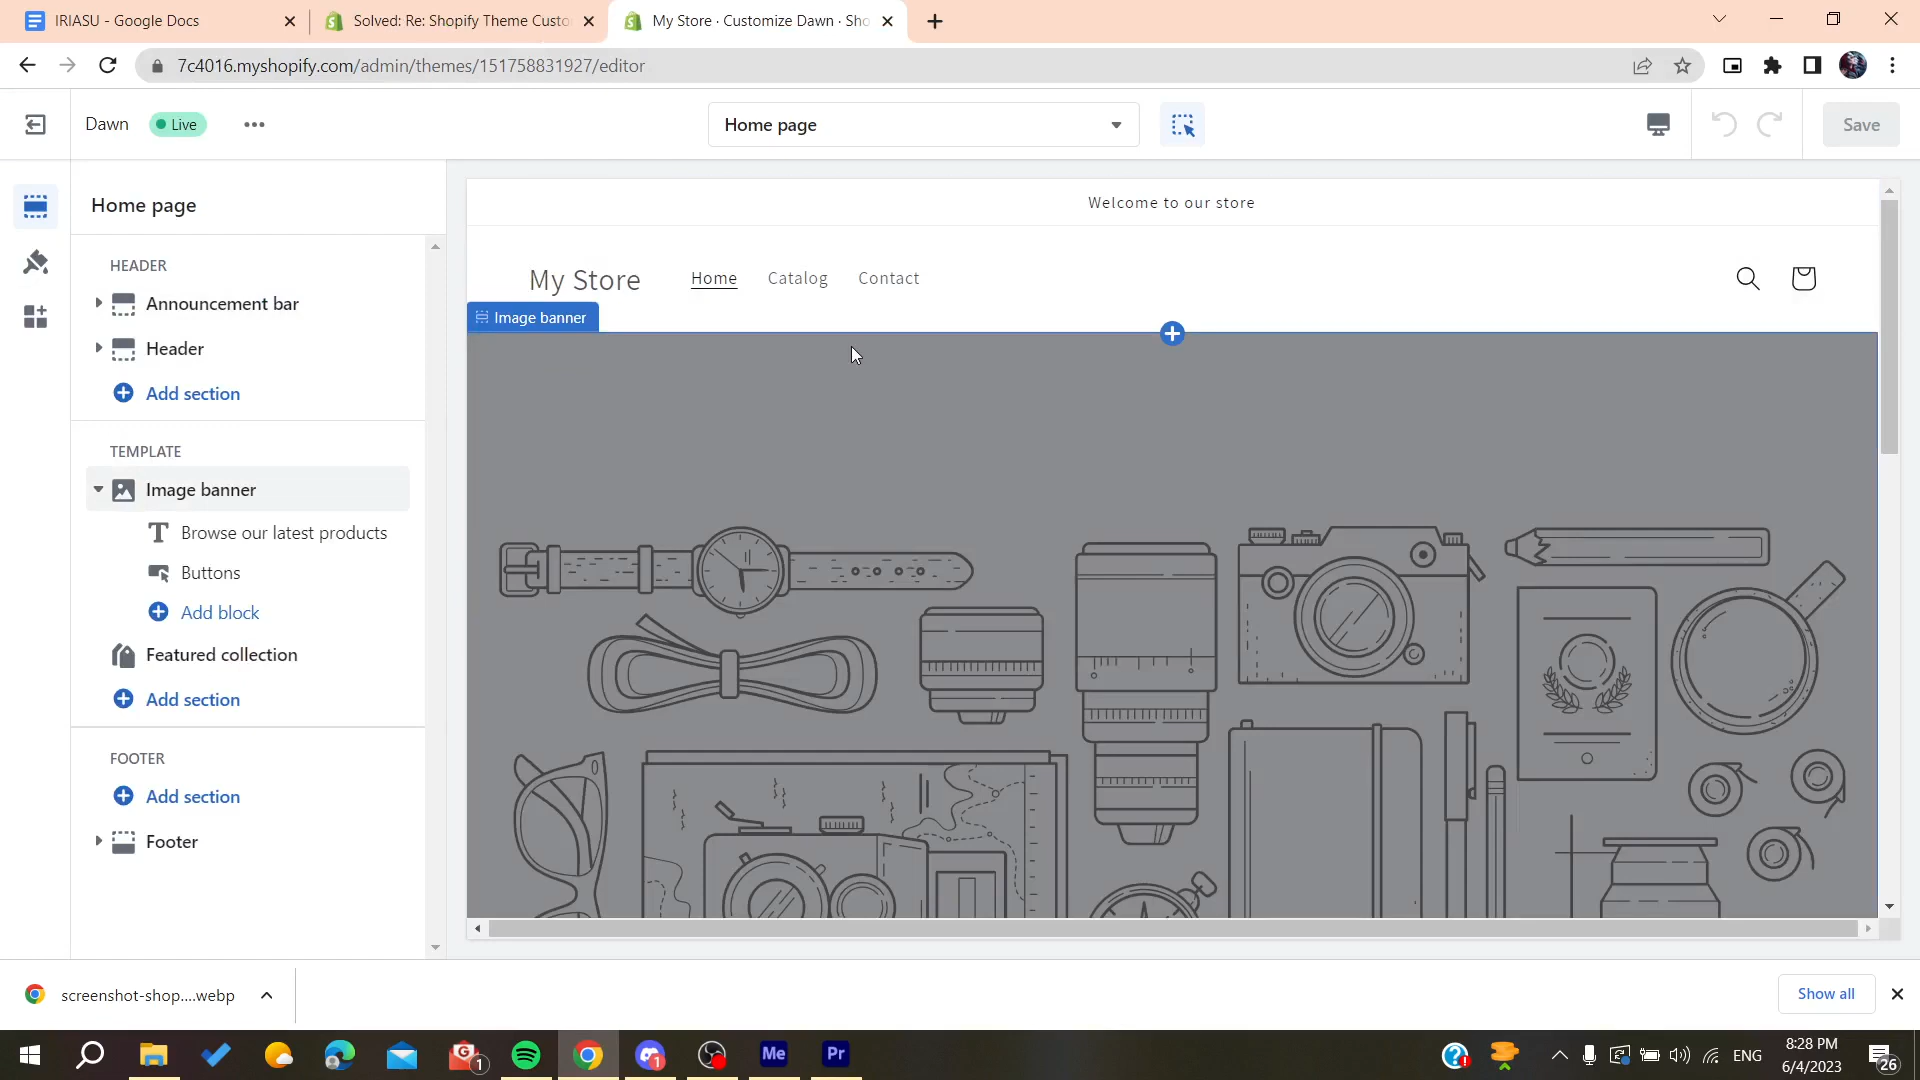 IRIASU - Google Docs
Solved: Re: Shopify Theme Custo
My Store · Customize Dawn · Sho
7c4016.myshopify.com/admin/themes/151758831927/editor
Dawn
Live
Home page
Save
Home page
HEADER
Announcement bar
Header
Add section
TEMPLATE
Image banner
Browse our latest products
Buttons
Add block
Featured collection
Add section
FOOTER
Add section
Footer
Welcome to our store
My Store
Home
Catalog
Contact
Image banner
screenshot-shop....webp
Show all
G
1
1
Me
Pr
ENG
8:28 PM
6/4/2023
26